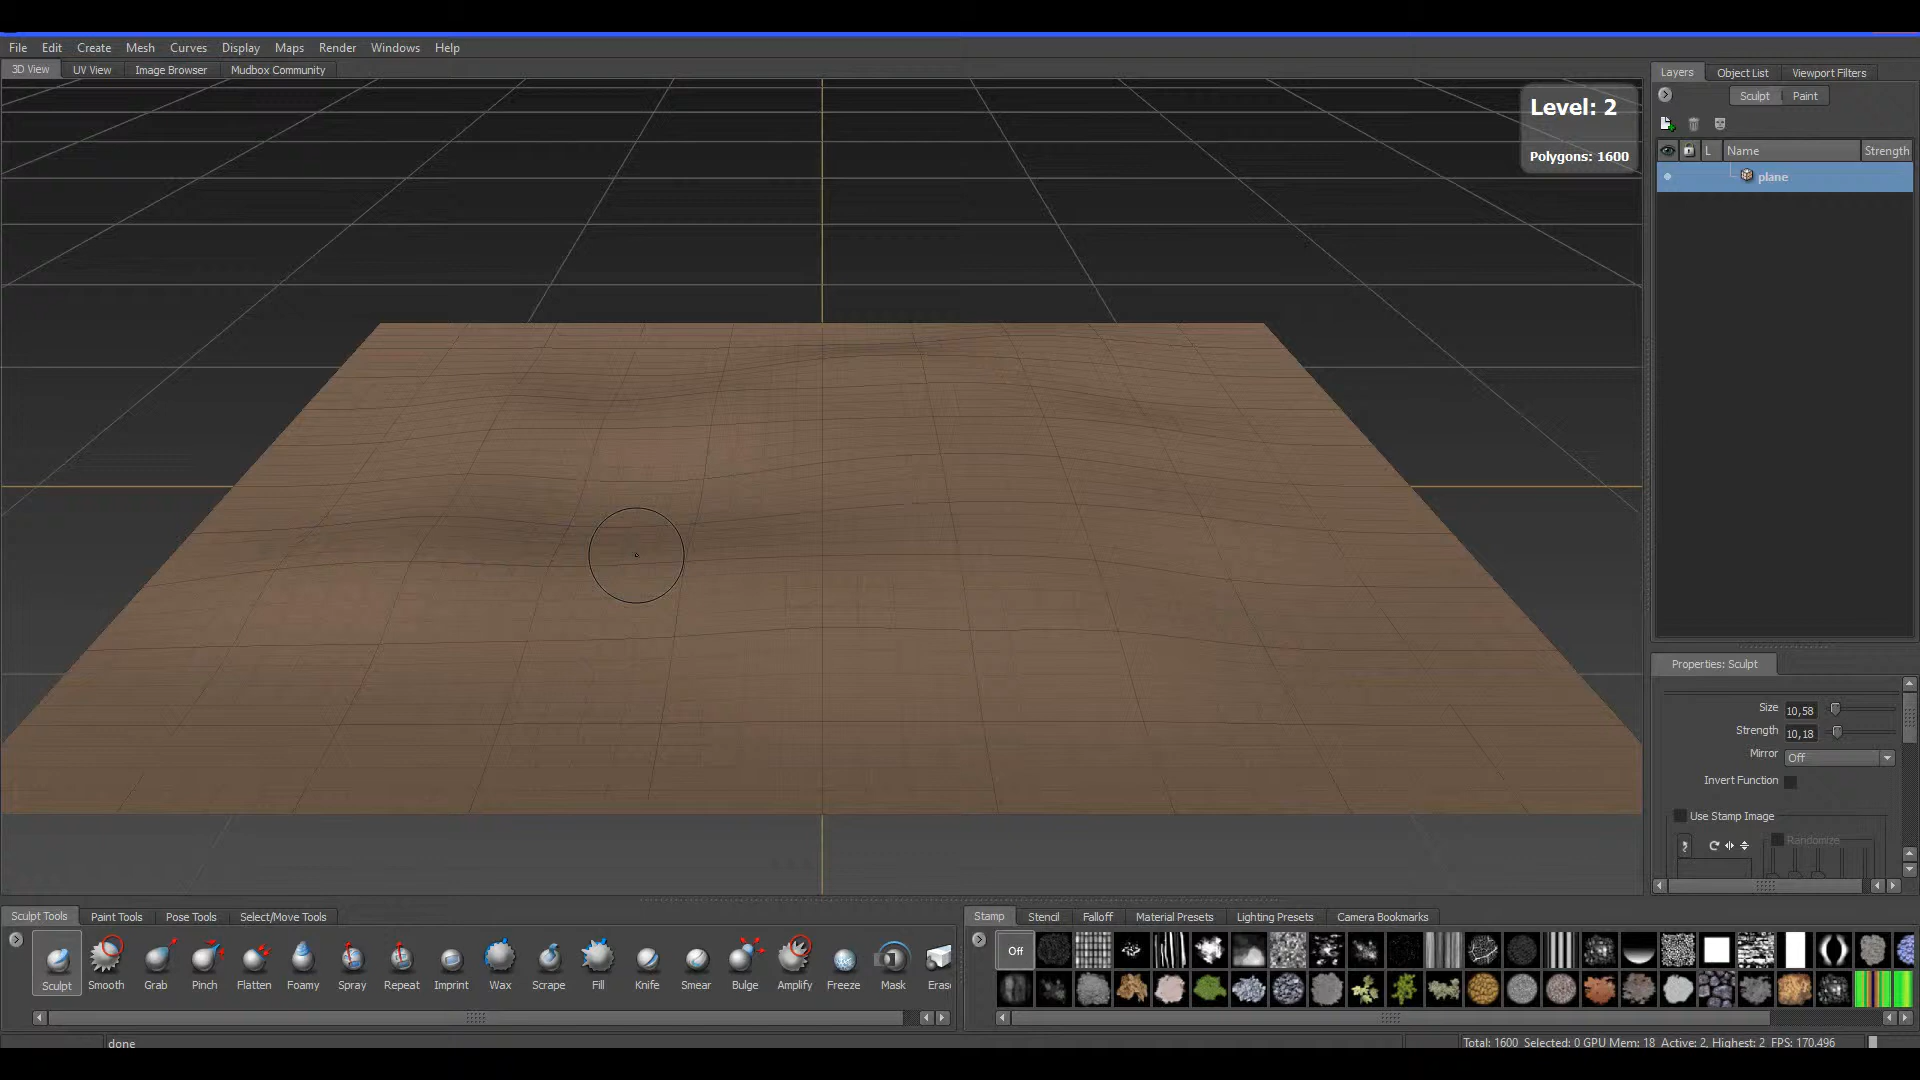 File Edit Create Mesh Curves Display Maps Render Windows Help
3D View UV View Image Browser Mudbox Community
Layers Object List Viewport Filters
Sculpt Paint
Level: 2
Polygons: 1600
L Name Strength
plane
Properties: Sculpt
Size 10,58
Strength 10,18
Mirror Off
Invert Function
Use Stamp Image
Randomize
Sculpt Tools Paint Tools Pose Tools Select/Move Tools
Stamp Stencil Falloff Material Presets Lighting Presets Camera Bookmarks
Off
Sculpt Smooth Grab Pinch Flatten Foamy Spray Repeat Imprint Wax Scrape Fill Knife Smear Bulge Amplify Freeze Mask Eras
done
Total: 1600 Selected: 0 GPU Mem: 18 Active: 2, Highest: 2 FPS: 170.496